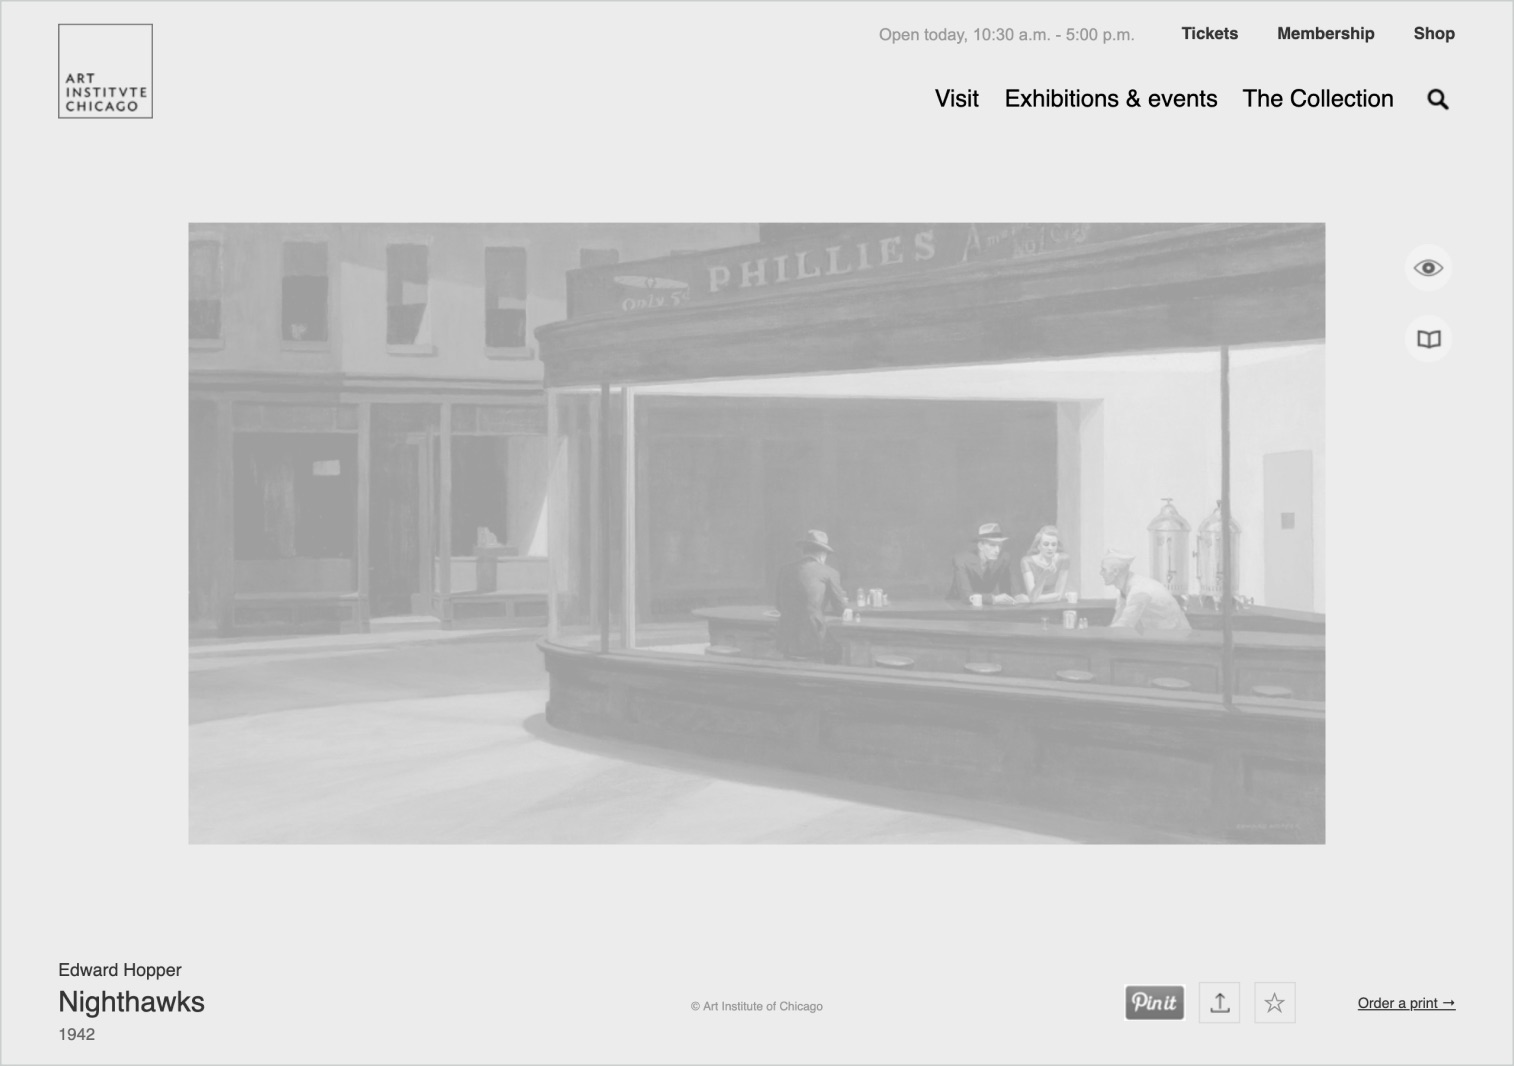 ART
INSTITVTE
CHICAGO
Open today, 10:30 a.m. - 5:00 p.m.
Tickets
Membership
Shop
Visit
Exhibitions & events
The Collection
PHILLIES
Only 5¢
Edward Hopper
Nighthawks
1942
© Art Institute of Chicago
Pin it
Order a print →